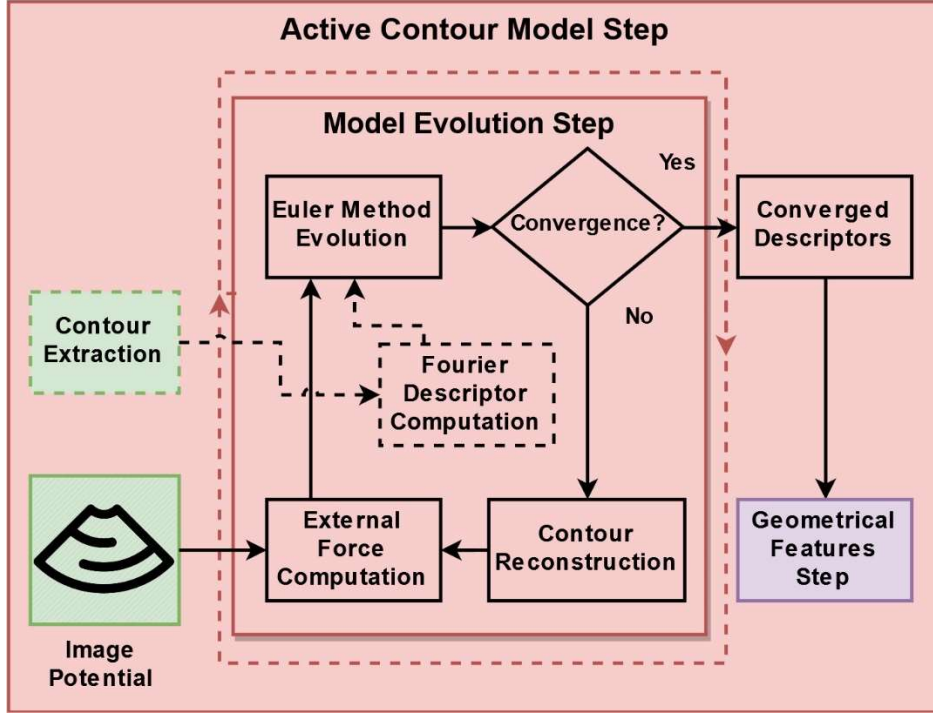 Active Contour Model Step
Model Evolution Step
Euler Method
Evolution
Convergence?
Yes
No
Converged
Descriptors
Contour
Extraction
Fourier
Descriptor
Computation
External
Force
Computation
Contour
Reconstruction
Geometrical
Features
Step
Image
Potential